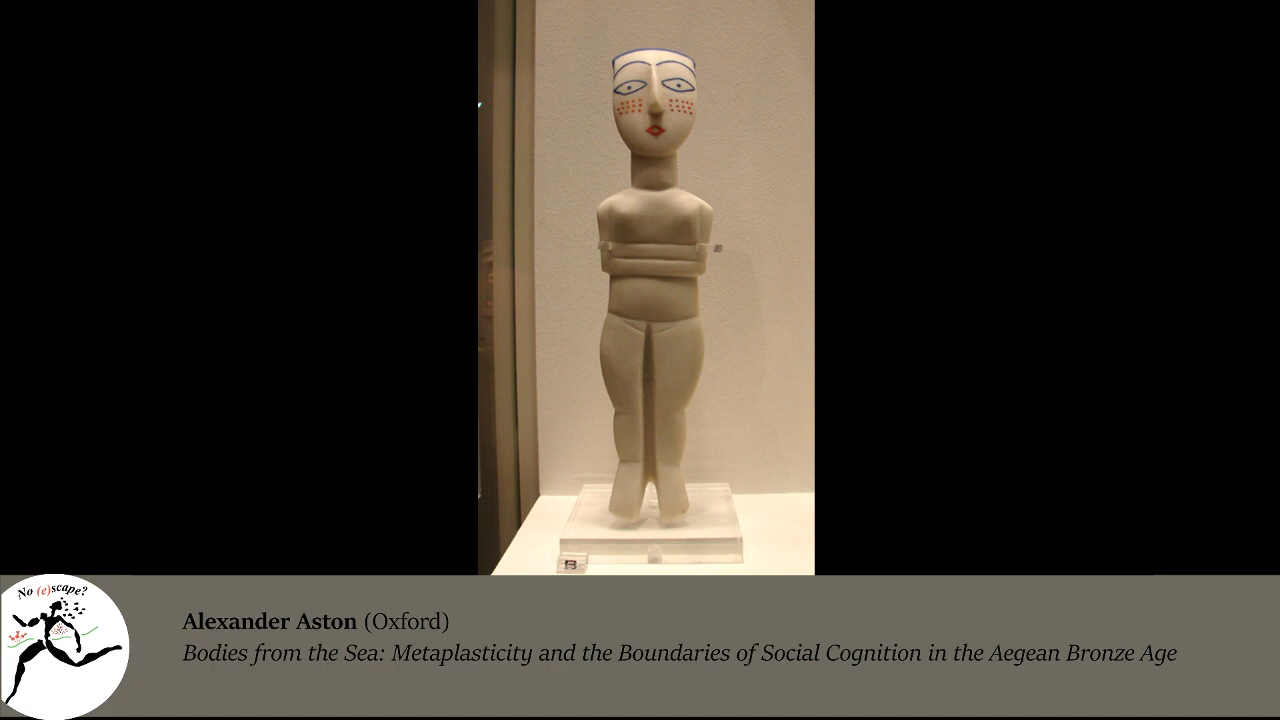 No (e)scape?
Alexander Aston (Oxford)
Bodies from the Sea: Metaplasticity and the Boundaries of Social Cognition in the Aegean Bronze Age